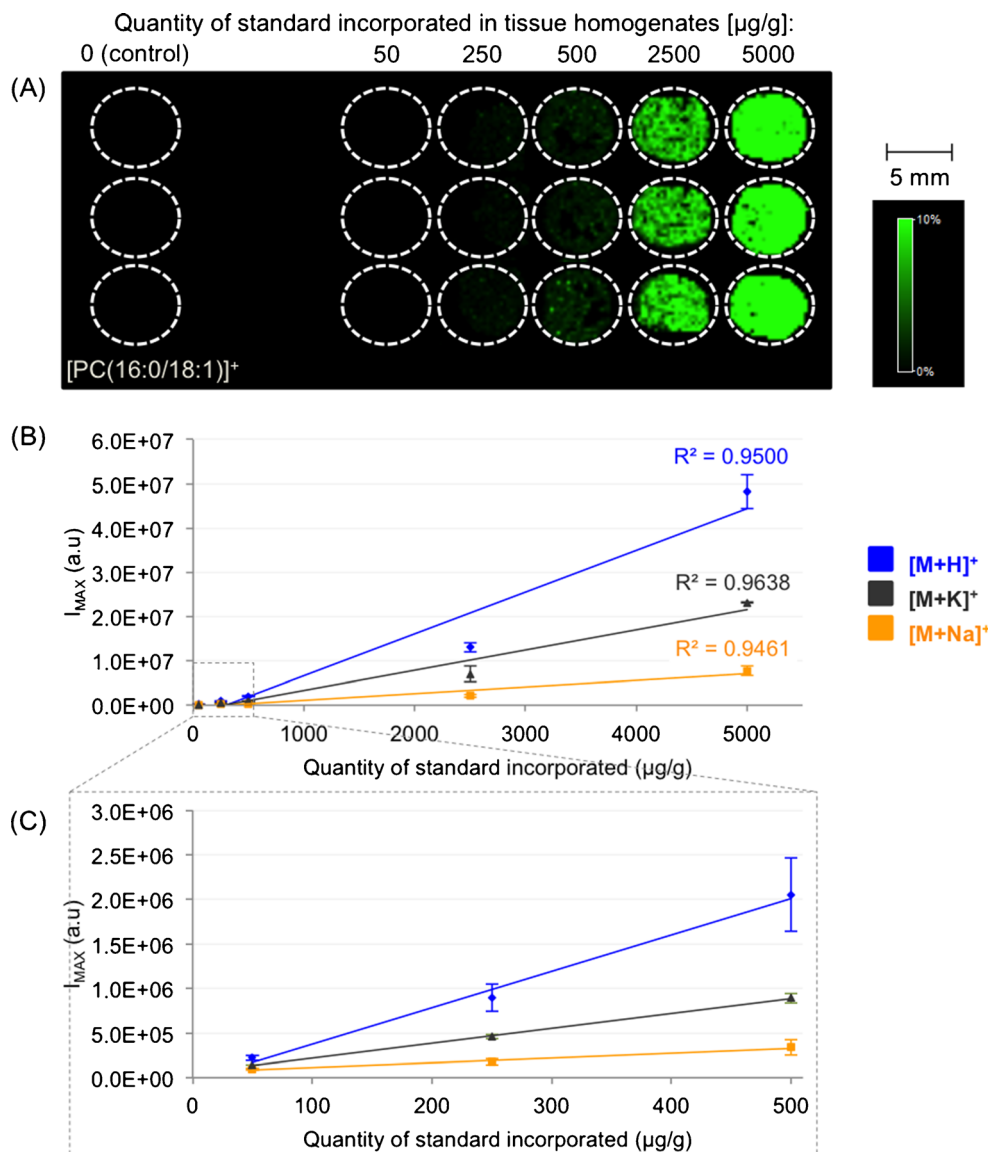 Quantity of standard incorporated in tissue homogenates [µg/g]:
0 (control) 50 250 500 2500 5000
(A)
5 mm
10%
0%
[PC(16:0/18:1)]⁺
(B)
6.0E+07
5.0E+07
4.0E+07
3.0E+07
2.0E+07
1.0E+07
0.0E+00
I_MAX (a.u)
R² = 0.9500
R² = 0.9638
R² = 0.9461
0 1000 2000 3000 4000 5000
Quantity of standard incorporated (µg/g)
[M+H]⁺
[M+K]⁺
[M+Na]⁺
(C)
3.0E+06
2.5E+06
2.0E+06
1.5E+06
1.0E+06
5.0E+05
0.0E+00
I_MAX (a.u)
0 100 200 300 400 500
Quantity of standard incorporated (µg/g)